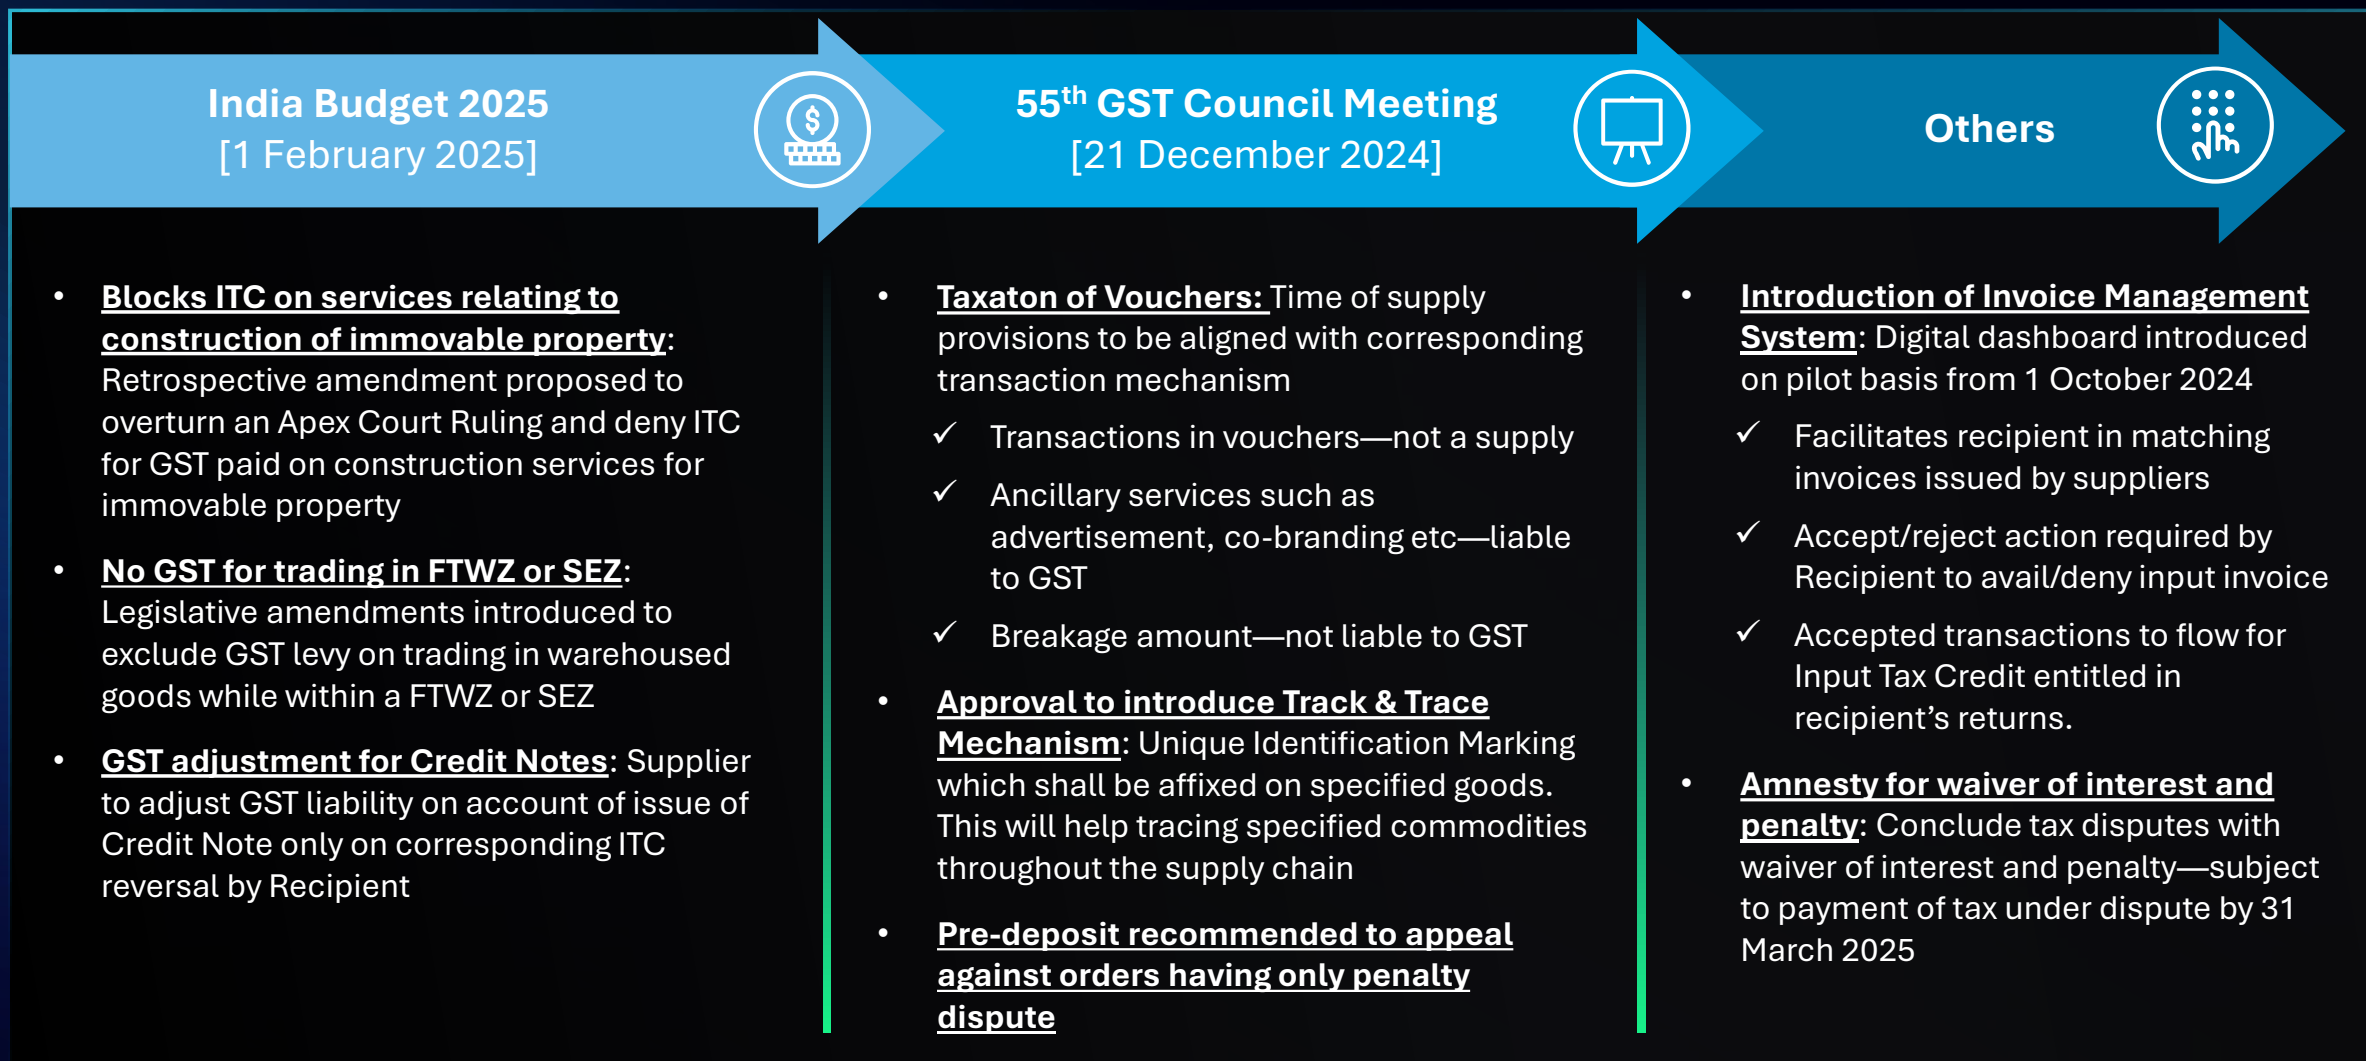 India Budget 2025
[1 February 2025]
55th GST Council Meeting
[21 December 2024]
Others
• Blocks ITC on services relating to
construction of immovable property:
Retrospective amendment proposed to
overturn an Apex Court Ruling and deny ITC
for GST paid on construction services for
immovable property
• No GST for trading in FTWZ or SEZ:
Legislative amendments introduced to
exclude GST levy on trading in warehoused
goods while within a FTWZ or SEZ
• GST adjustment for Credit Notes: Supplier
to adjust GST liability on account of issue of
Credit Note only on corresponding ITC
reversal by Recipient
• Taxaton of Vouchers: Time of supply
provisions to be aligned with corresponding
transaction mechanism
✓ Transactions in vouchers—not a supply
✓ Ancillary services such as
advertisement, co-branding etc—liable
to GST
✓ Breakage amount—not liable to GST
• Approval to introduce Track & Trace
Mechanism: Unique Identification Marking
which shall be affixed on specified goods.
This will help tracing specified commodities
throughout the supply chain
• Pre-deposit recommended to appeal
against orders having only penalty
dispute
• Introduction of Invoice Management
System: Digital dashboard introduced
on pilot basis from 1 October 2024
✓ Facilitates recipient in matching
invoices issued by suppliers
✓ Accept/reject action required by
Recipient to avail/deny input invoice
✓ Accepted transactions to flow for
Input Tax Credit entitled in
recipient's returns.
• Amnesty for waiver of interest and
penalty: Conclude tax disputes with
waiver of interest and penalty—subject
to payment of tax under dispute by 31
March 2025